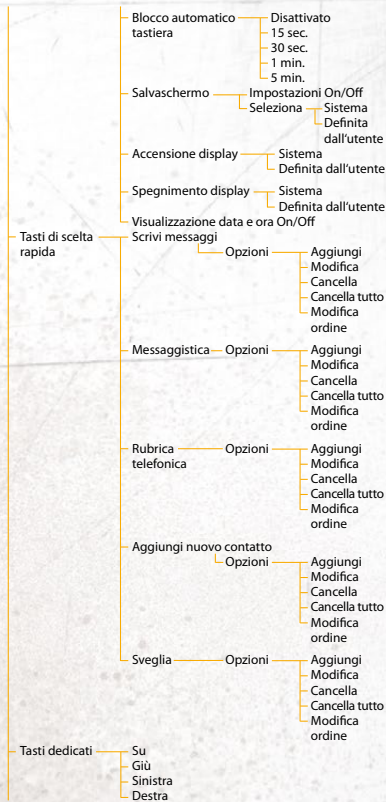 Blocco automatico Disattivato
tastiera 15 sec.
30 sec.
1 min.
5 min.
Salvaschermo Impostazioni On/Off
Seleziona Sistema
Definita
dall'utente
Accensione display Sistema
Definita dall'utente
Spegnimento display Sistema
Definita dall'utente
Visualizzazione data e ora On/Off
Tasti di scelta Scrivi messaggi
rapida Opzioni Aggiungi
Modifica
Cancella
Cancella tutto
Modifica
ordine
Messaggistica Opzioni Aggiungi
Modifica
Cancella
Cancella tutto
Modifica
ordine
Rubrica Opzioni Aggiungi
telefonica Modifica
Cancella
Cancella tutto
Modifica
ordine
Aggiungi nuovo contatto
Opzioni Aggiungi
Modifica
Cancella
Cancella tutto
Modifica
ordine
Sveglia Opzioni Aggiungi
Modifica
Cancella
Cancella tutto
Modifica
ordine
Tasti dedicati Su
Giù
Sinistra
Destra